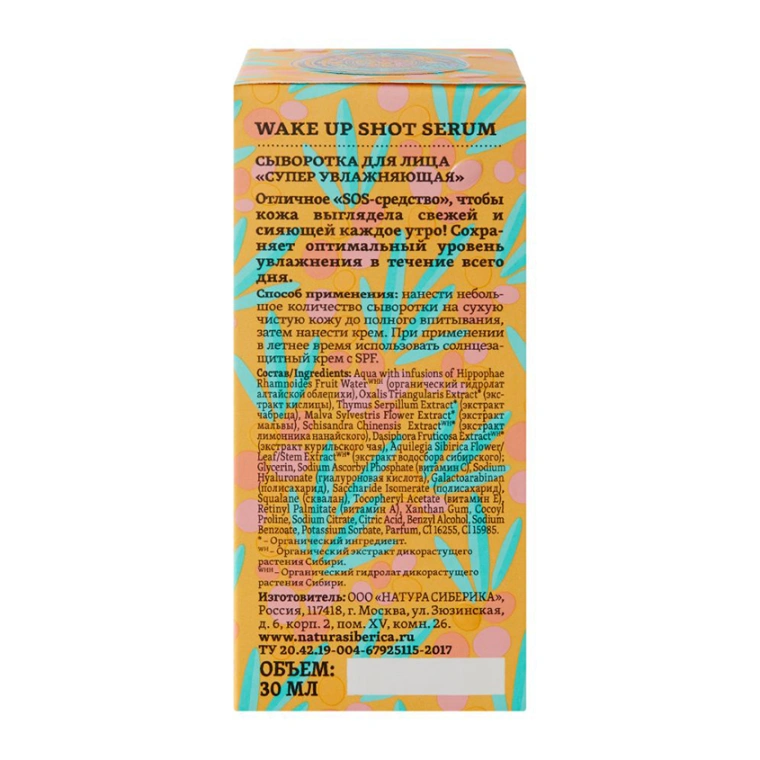 WAKE UP SHOT SERUM
СЫВОРОТКА ДЛЯ ЛИЦА
«СУПЕР УВЛАЖНЯЮЩАЯ»
Отличное «SOS-средство», чтобы
кожа выглядела свежей и
сияющей каждое утро! Сохра-
няет оптимальный уровень
увлажнения в течение всего
дня.
Способ применения: нанести неболь-
шое количество сыворотки на сухую
чистую кожу до полного впитывания,
затем нанести крем. При применении
в летнее время использовать солнцеза-
щитный крем с SPF.
Состав/Ingredients: Aqua with infusions of Hippophae
Rhamnoides Fruit Water ᵂᴴᴴ (органический гидролат
алтайской облепихи), Oxalis Triangularis Extract* (экс-
тракт кислицы), Thymus Serpillum Extract* (экстракт
чабреца), Malva Sylvestris Flower Extract* (экстракт
мальвы), Schisandra Chinensis Extractᵂᴴ* (экстракт
лимонника нанайского), Dasiphora Fruticosa Extractᵂᴴ*
(экстракт курильского чая), Aquilegia Sibirica Flower/
Leaf/Stem Extractᵂᴴ* (экстракт водосбора сибирского);
Glycerin, Sodium Ascorbyl Phosphate (витамин С), Sodium
Hyaluronate (гиалуроновая кислота), Galactoarabinan
(полисахарид), Saccharide Isomerate (полисахарид),
Squalane (сквалан), Tocopheryl Acetate (витамин Е),
Retinyl Palmitate (витамин А), Xanthan Gum, Cocoyl
Proline, Sodium Citrate, Citric Acid, Benzyl Alcohol, Sodium
Benzoate, Potassium Sorbate, Parfum, CI 16255, CI 15985.
* – Органический ингредиент.
ᵂᴴ – Органический экстракт дикорастущего
растения Сибири.
ᵂᴴᴴ – Органический гидролат дикорастущего
растения Сибири.
Изготовитель: ООО «НАТУРА СИБЕРИКА»,
Россия, 117418, г. Москва, ул. Зюзинская,
д. 6, корп. 2, пом. XV, комн. 26.
www.naturasiberica.ru
ТУ 20.42.19-004-67925115-2017
ОБЪЕМ:
30 МЛ